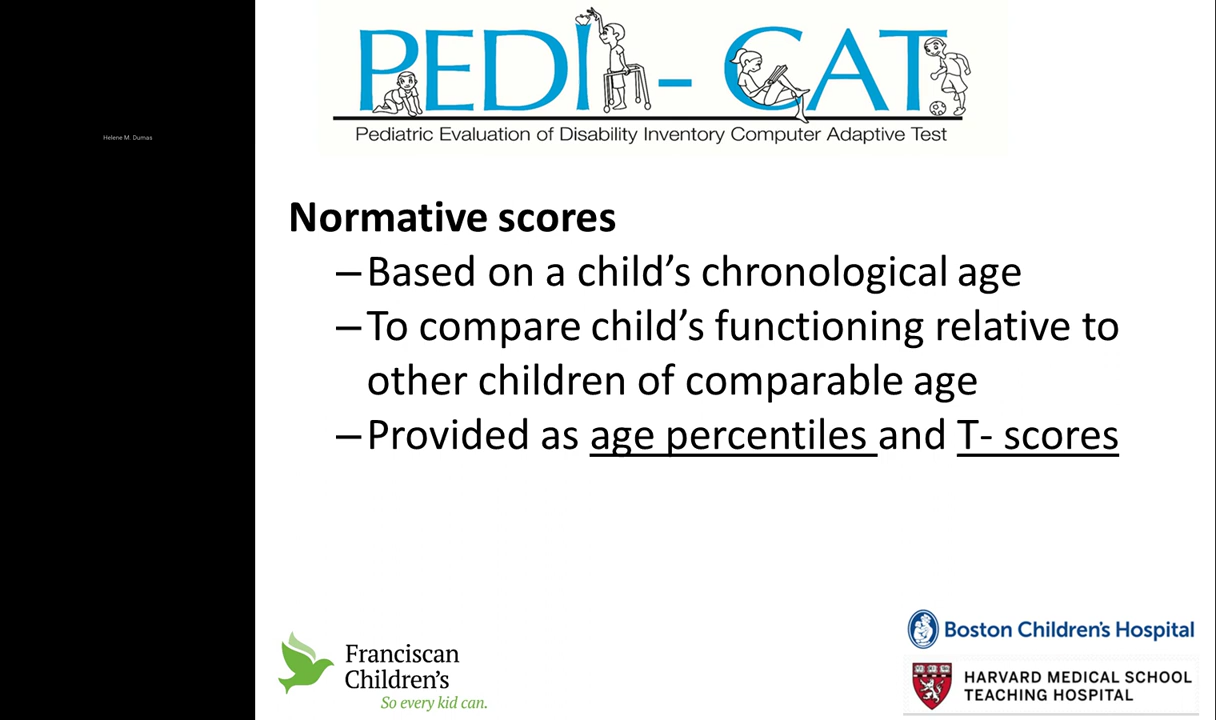 Helene M. Dumas
PEDI - CAT
Pediatric Evaluation of Disability Inventory Computer Adaptive Test
Normative scores
– Based on a child's chronological age
– To compare child's functioning relative to
other children of comparable age
– Provided as age percentiles and T- scores
Franciscan
Children's
So every kid can.
Boston Children's Hospital
HARVARD MEDICAL SCHOOL
TEACHING HOSPITAL